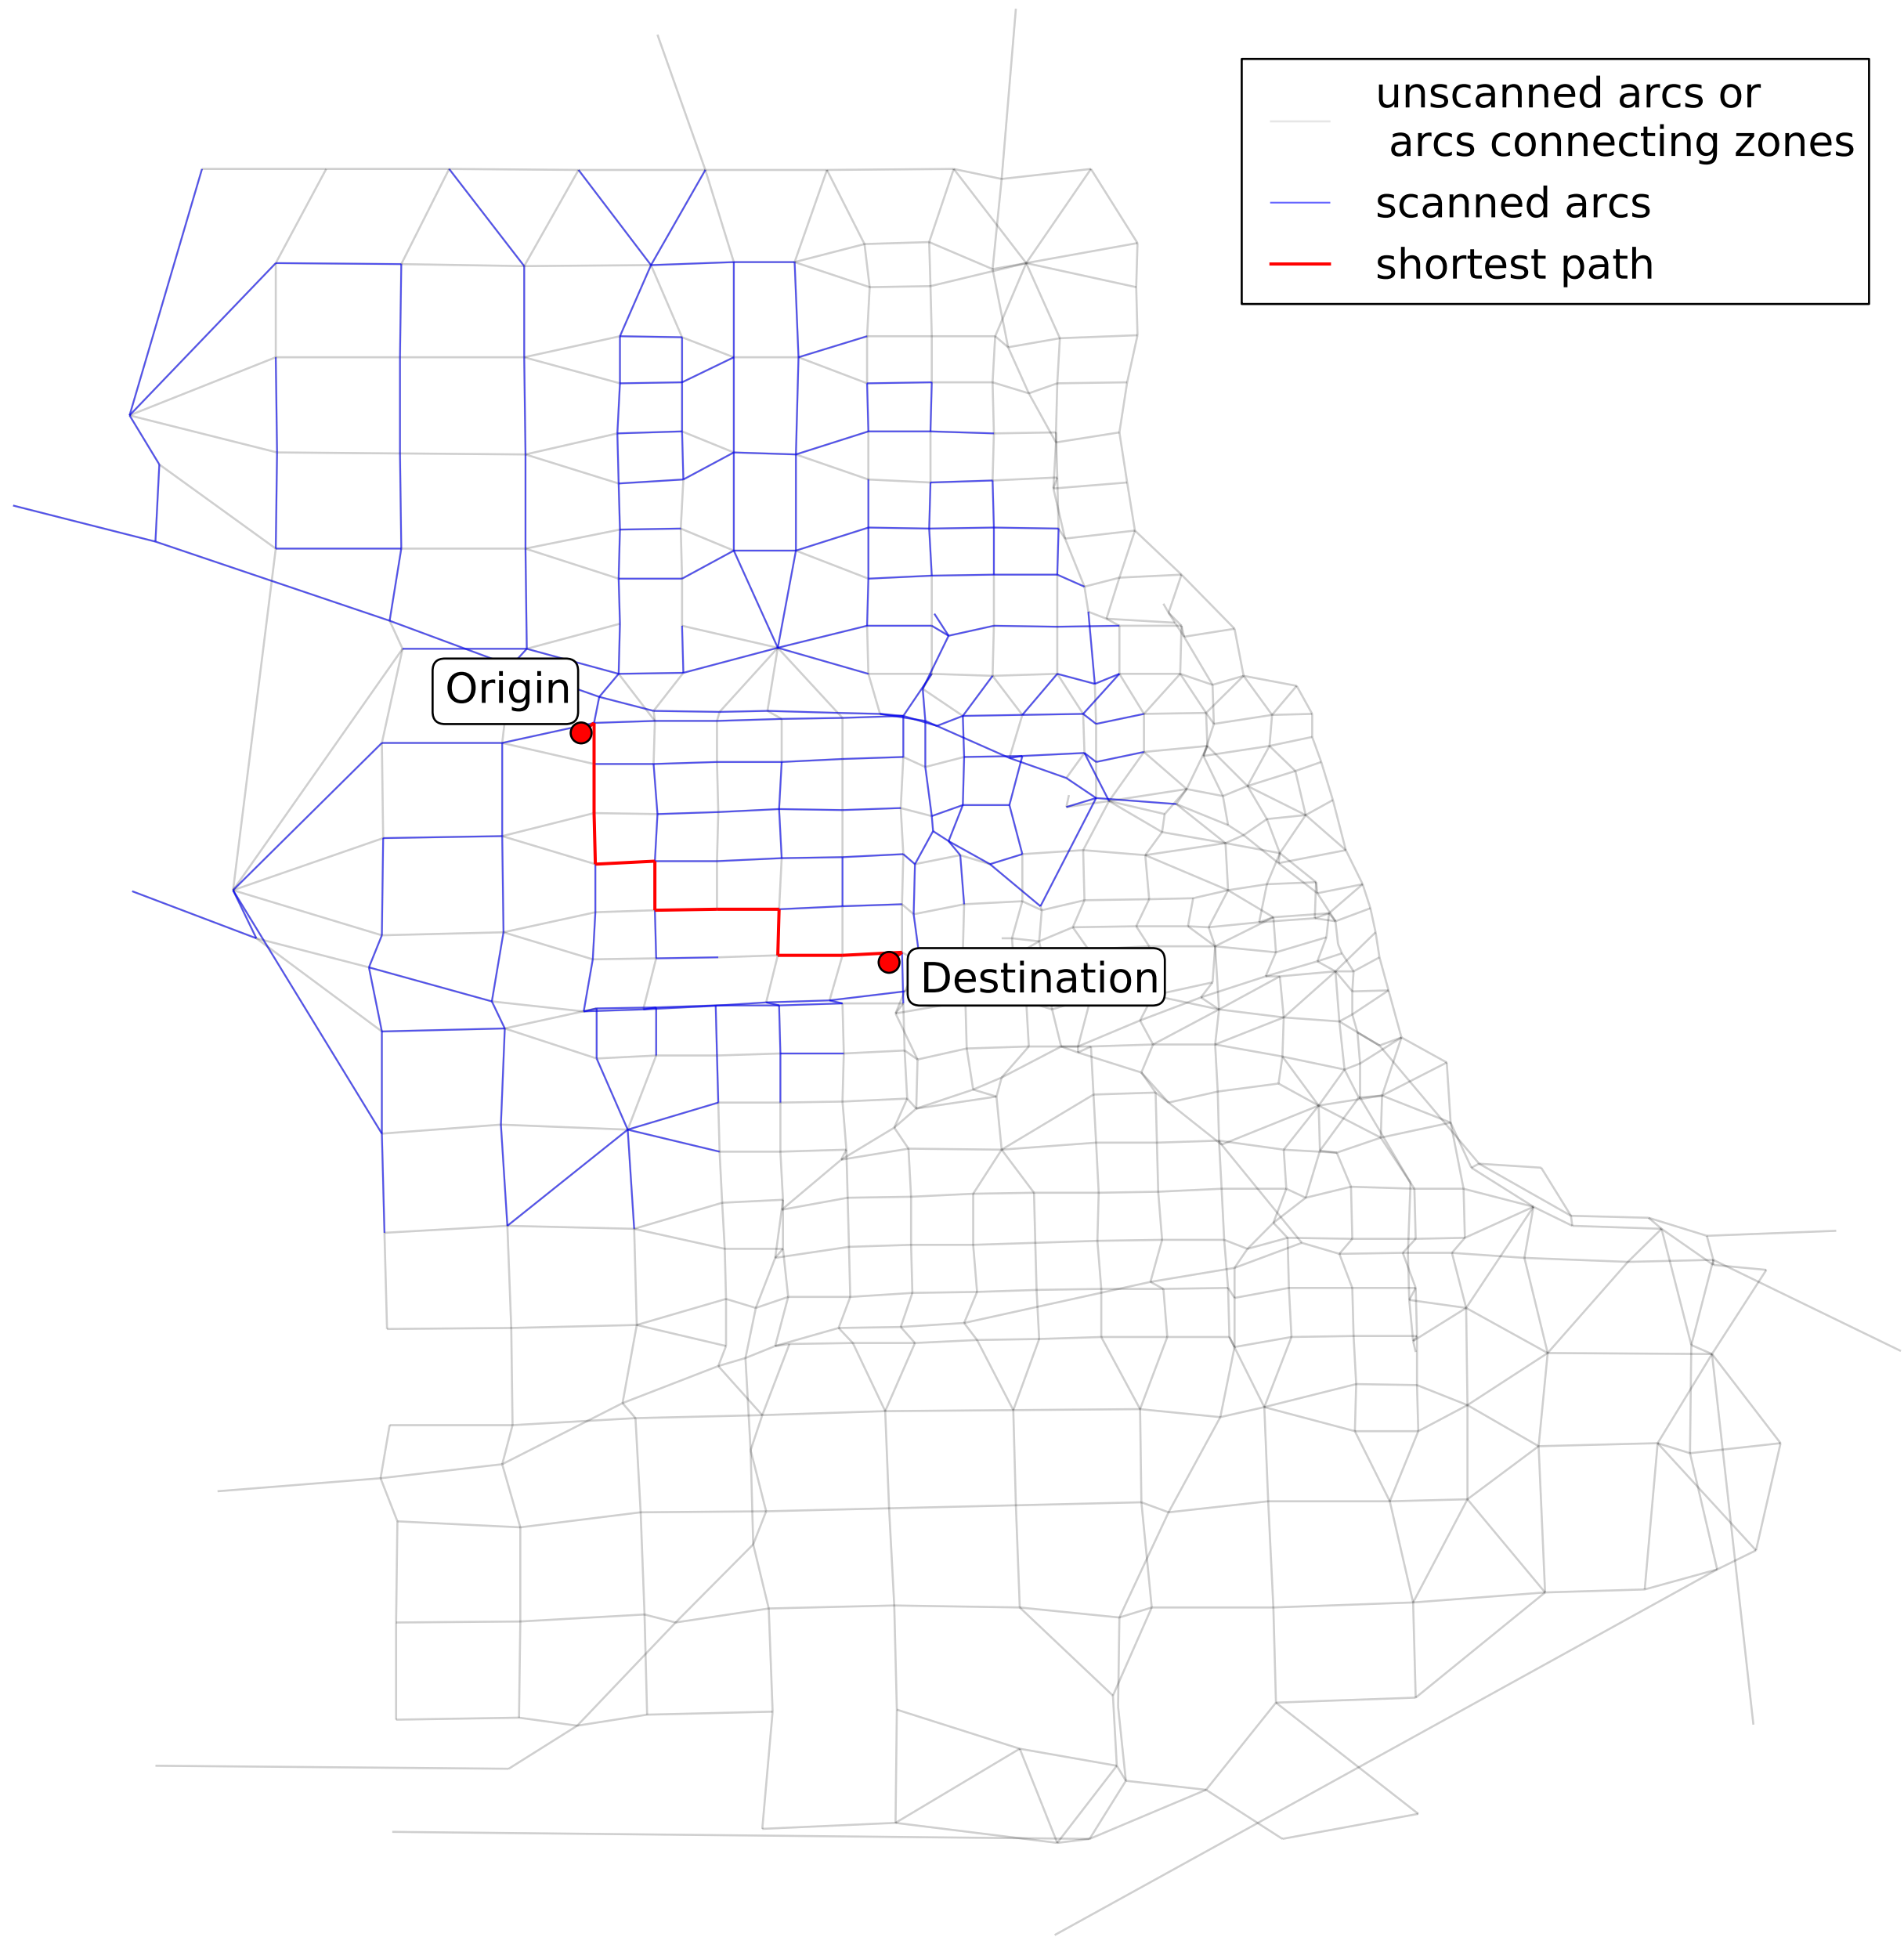 unscanned arcs or
arcs connecting zones
scanned arcs
shortest path
Origin
Destination